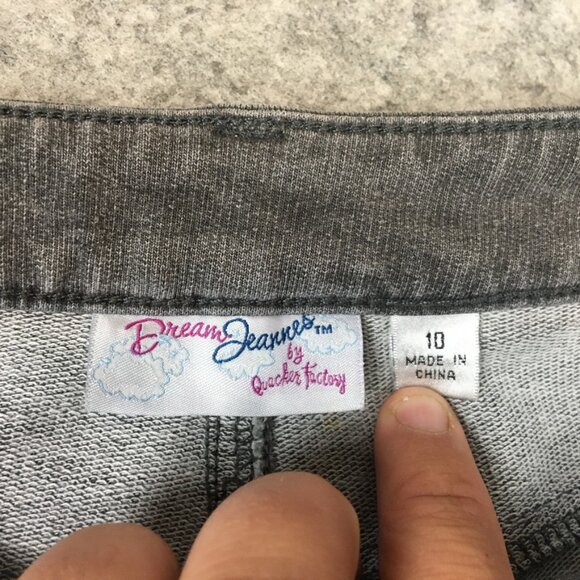 Dream Jeannes™
by
Quacker Factory
10
MADE IN
CHINA